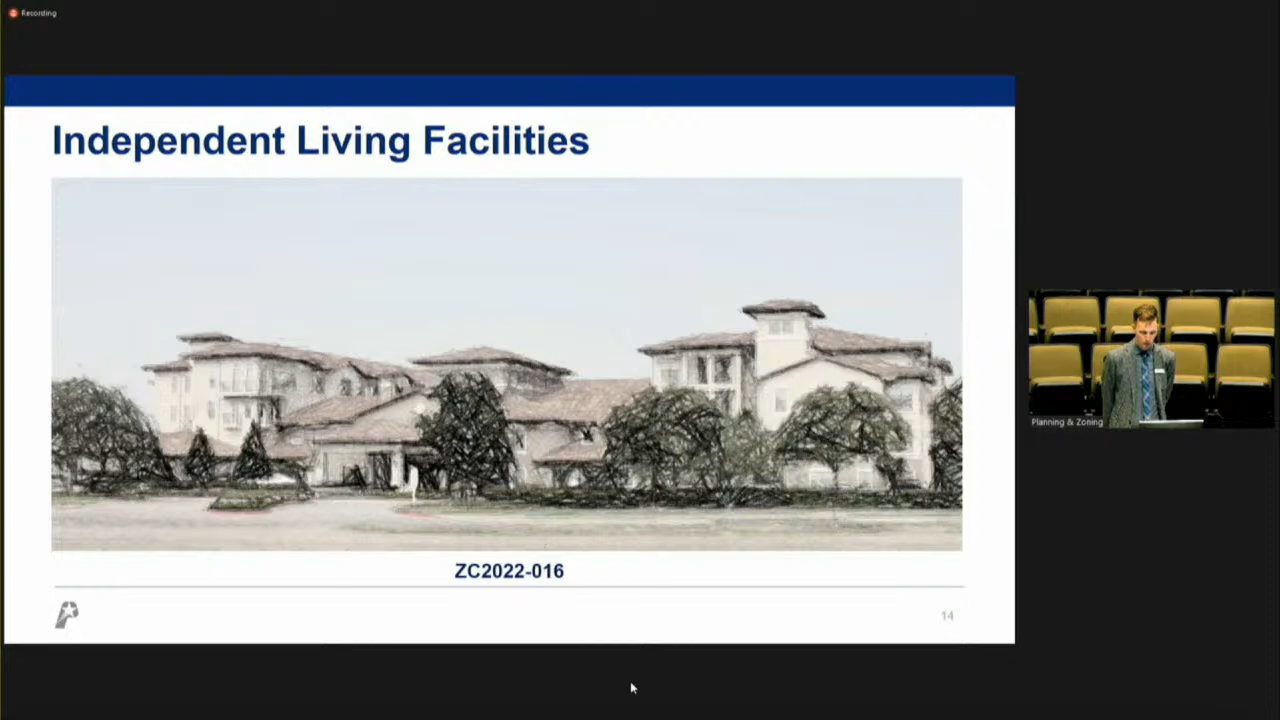 Recording
Independent Living Facilities
Planning & Zoning
ZC2022-016
14